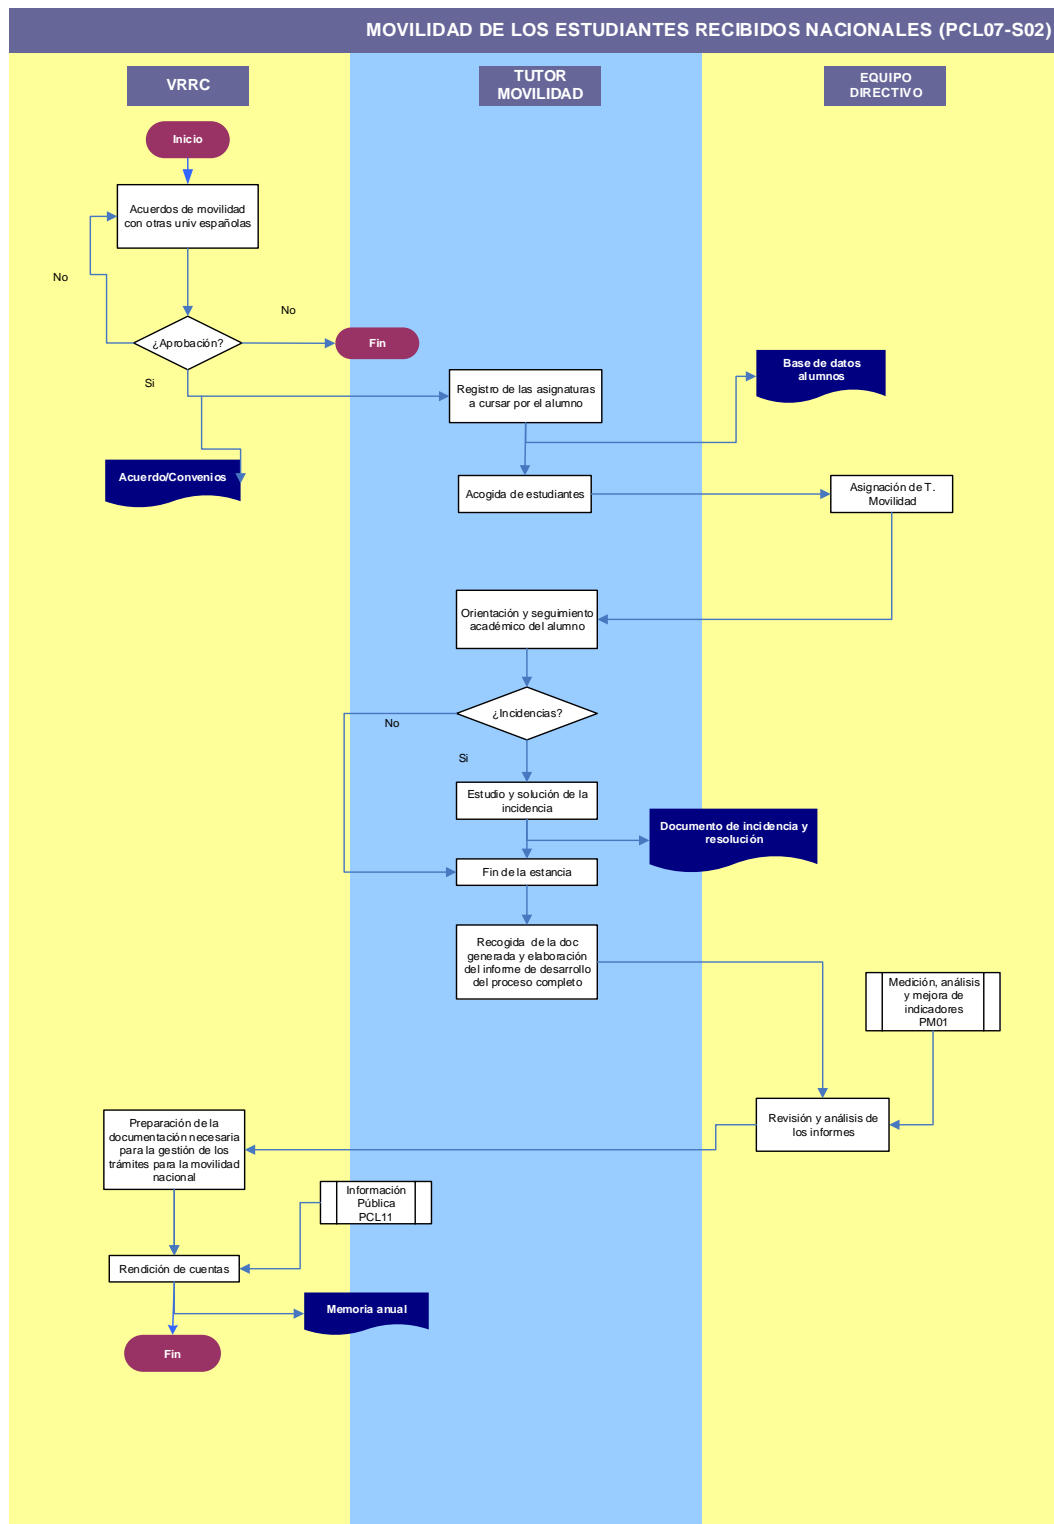 MOVILIDAD DE LOS ESTUDIANTES RECIBIDOS NACIONALES (PCL07-S02)
VRRC
TUTOR
MOVILIDAD
EQUIPO
DIRECTIVO
Inicio
Acuerdos de movilidad
con otras univ españolas
No
No
¿Aprobación?
Fin
Si
Registro de las asignaturas
a cursar por el alumno
Base de datos
alumnos
Acuerdo/Convenios
Acogida de estudiantes
Asignación de T.
Movilidad
Orientación y seguimiento
académico del alumno
¿Incidencias?
No
Si
Estudio y solución de la
incidencia
Documento de incidencia y
resolución
Fin de la estancia
Recogida de la doc
generada y elaboración
del informe de desarrollo
del proceso completo
Medición, análisis
y mejora de
indicadores
PM01
Revisión y análisis de
los informes
Preparación de la
documentación necesaria
para la gestión de los
trámites para la movilidad
nacional
Información
Pública
PCL11
Rendición de cuentas
Memoria anual
Fin